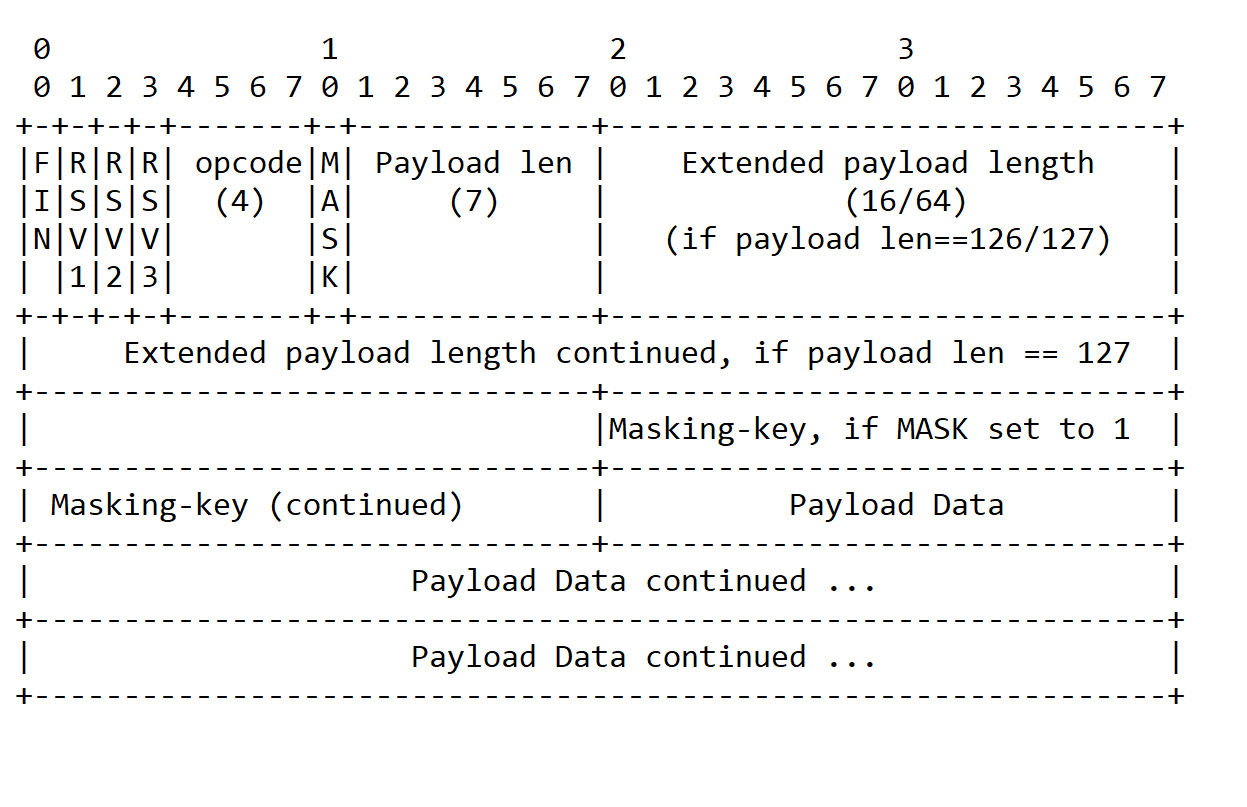 0               1               2               3
 0 1 2 3 4 5 6 7 0 1 2 3 4 5 6 7 0 1 2 3 4 5 6 7 0 1 2 3 4 5 6 7
+-+-+-+-+-------+-+-------------+-------------------------------+
|F|R|R|R| opcode|M| Payload len |    Extended payload length    |
|I|S|S|S|  (4)  |A|     (7)     |             (16/64)           |
|N|V|V|V|       |S|             |   (if payload len==126/127)   |
| |1|2|3|       |K|             |                               |
+-+-+-+-+-------+-+-------------+-------------------------------+
|     Extended payload length continued, if payload len == 127  |
+-------------------------------+-------------------------------+
|                               |Masking-key, if MASK set to 1  |
+-------------------------------+-------------------------------+
| Masking-key (continued)       |          Payload Data         |
+-------------------------------+-------------------------------+
|                     Payload Data continued ...                |
+---------------------------------------------------------------+
|                     Payload Data continued ...                |
+---------------------------------------------------------------+